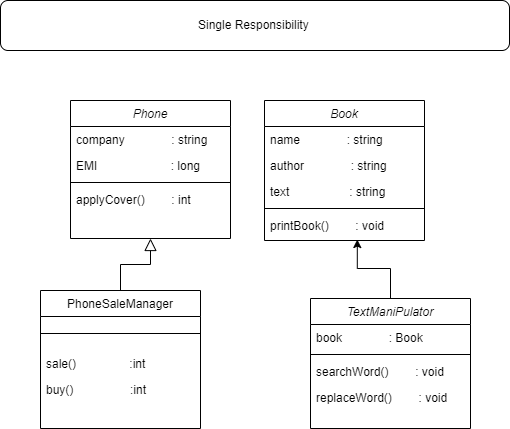 Single Responsibility
Phone
company : string
EMI : long
applyCover() : int
Book
name : string
author : string
text : string
printBook() : void
PhoneSaleManager
sale() :int
buy() :int
TextManiPulator
book : Book
searchWord() : void
replaceWord() : void